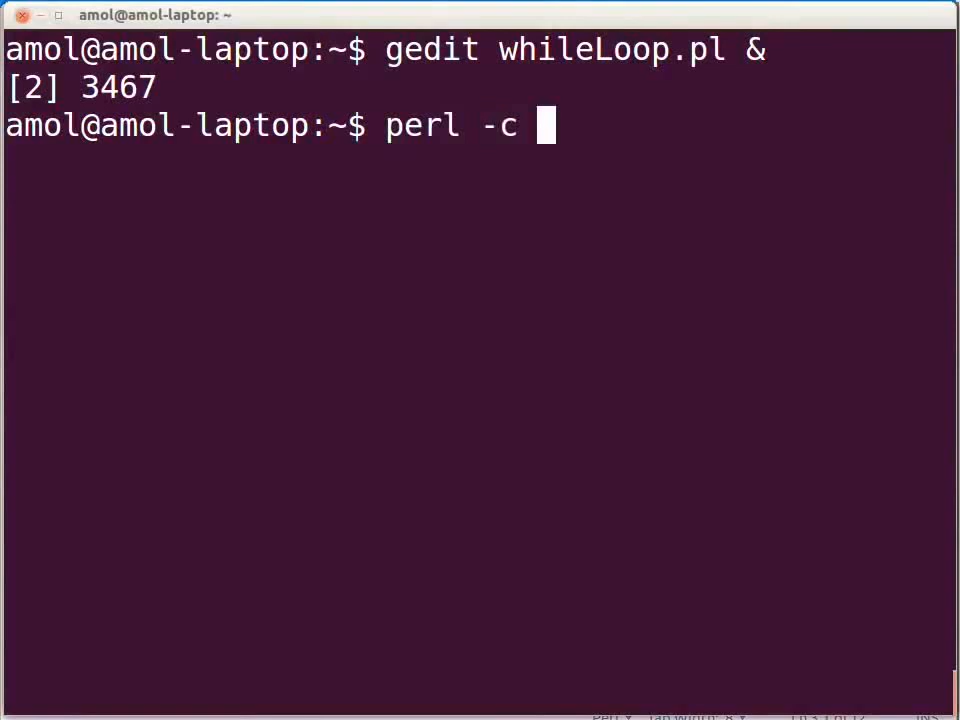 amol@amol-laptop: ~
amol@amol-laptop:~$ gedit whileLoop.pl &
[2] 3467
amol@amol-laptop:~$ perl -c